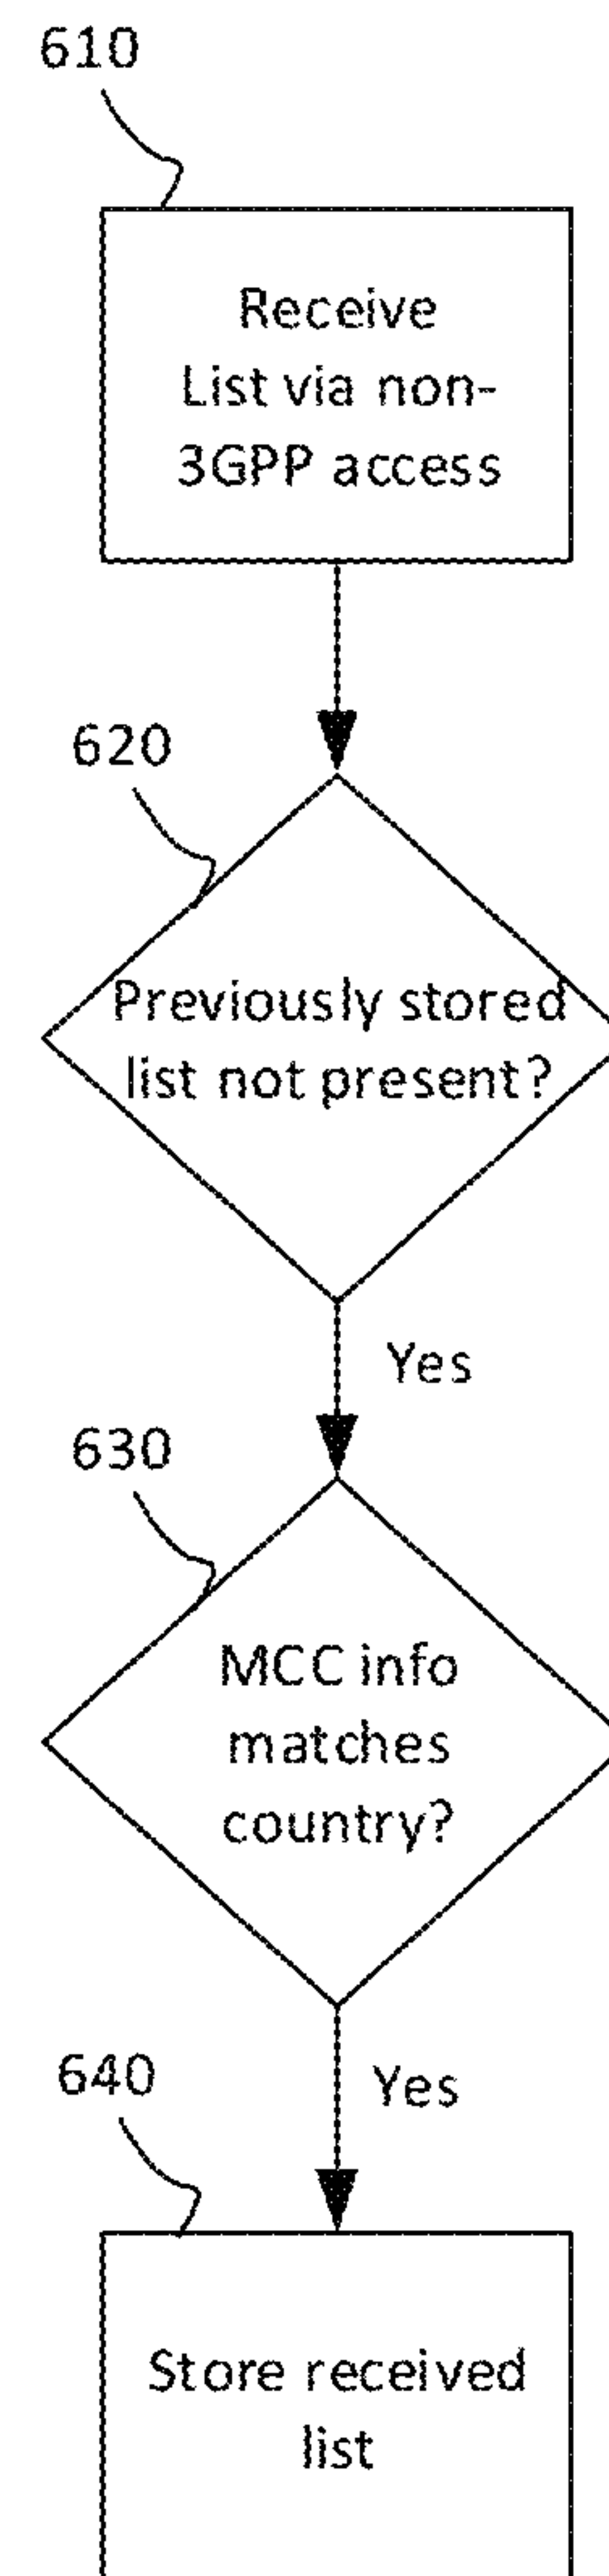 610
Receive
List via non-
3GPP access
620
Previously stored
list not present?
Yes
630
MCC info
matches
country?
Yes
640
Store received
list